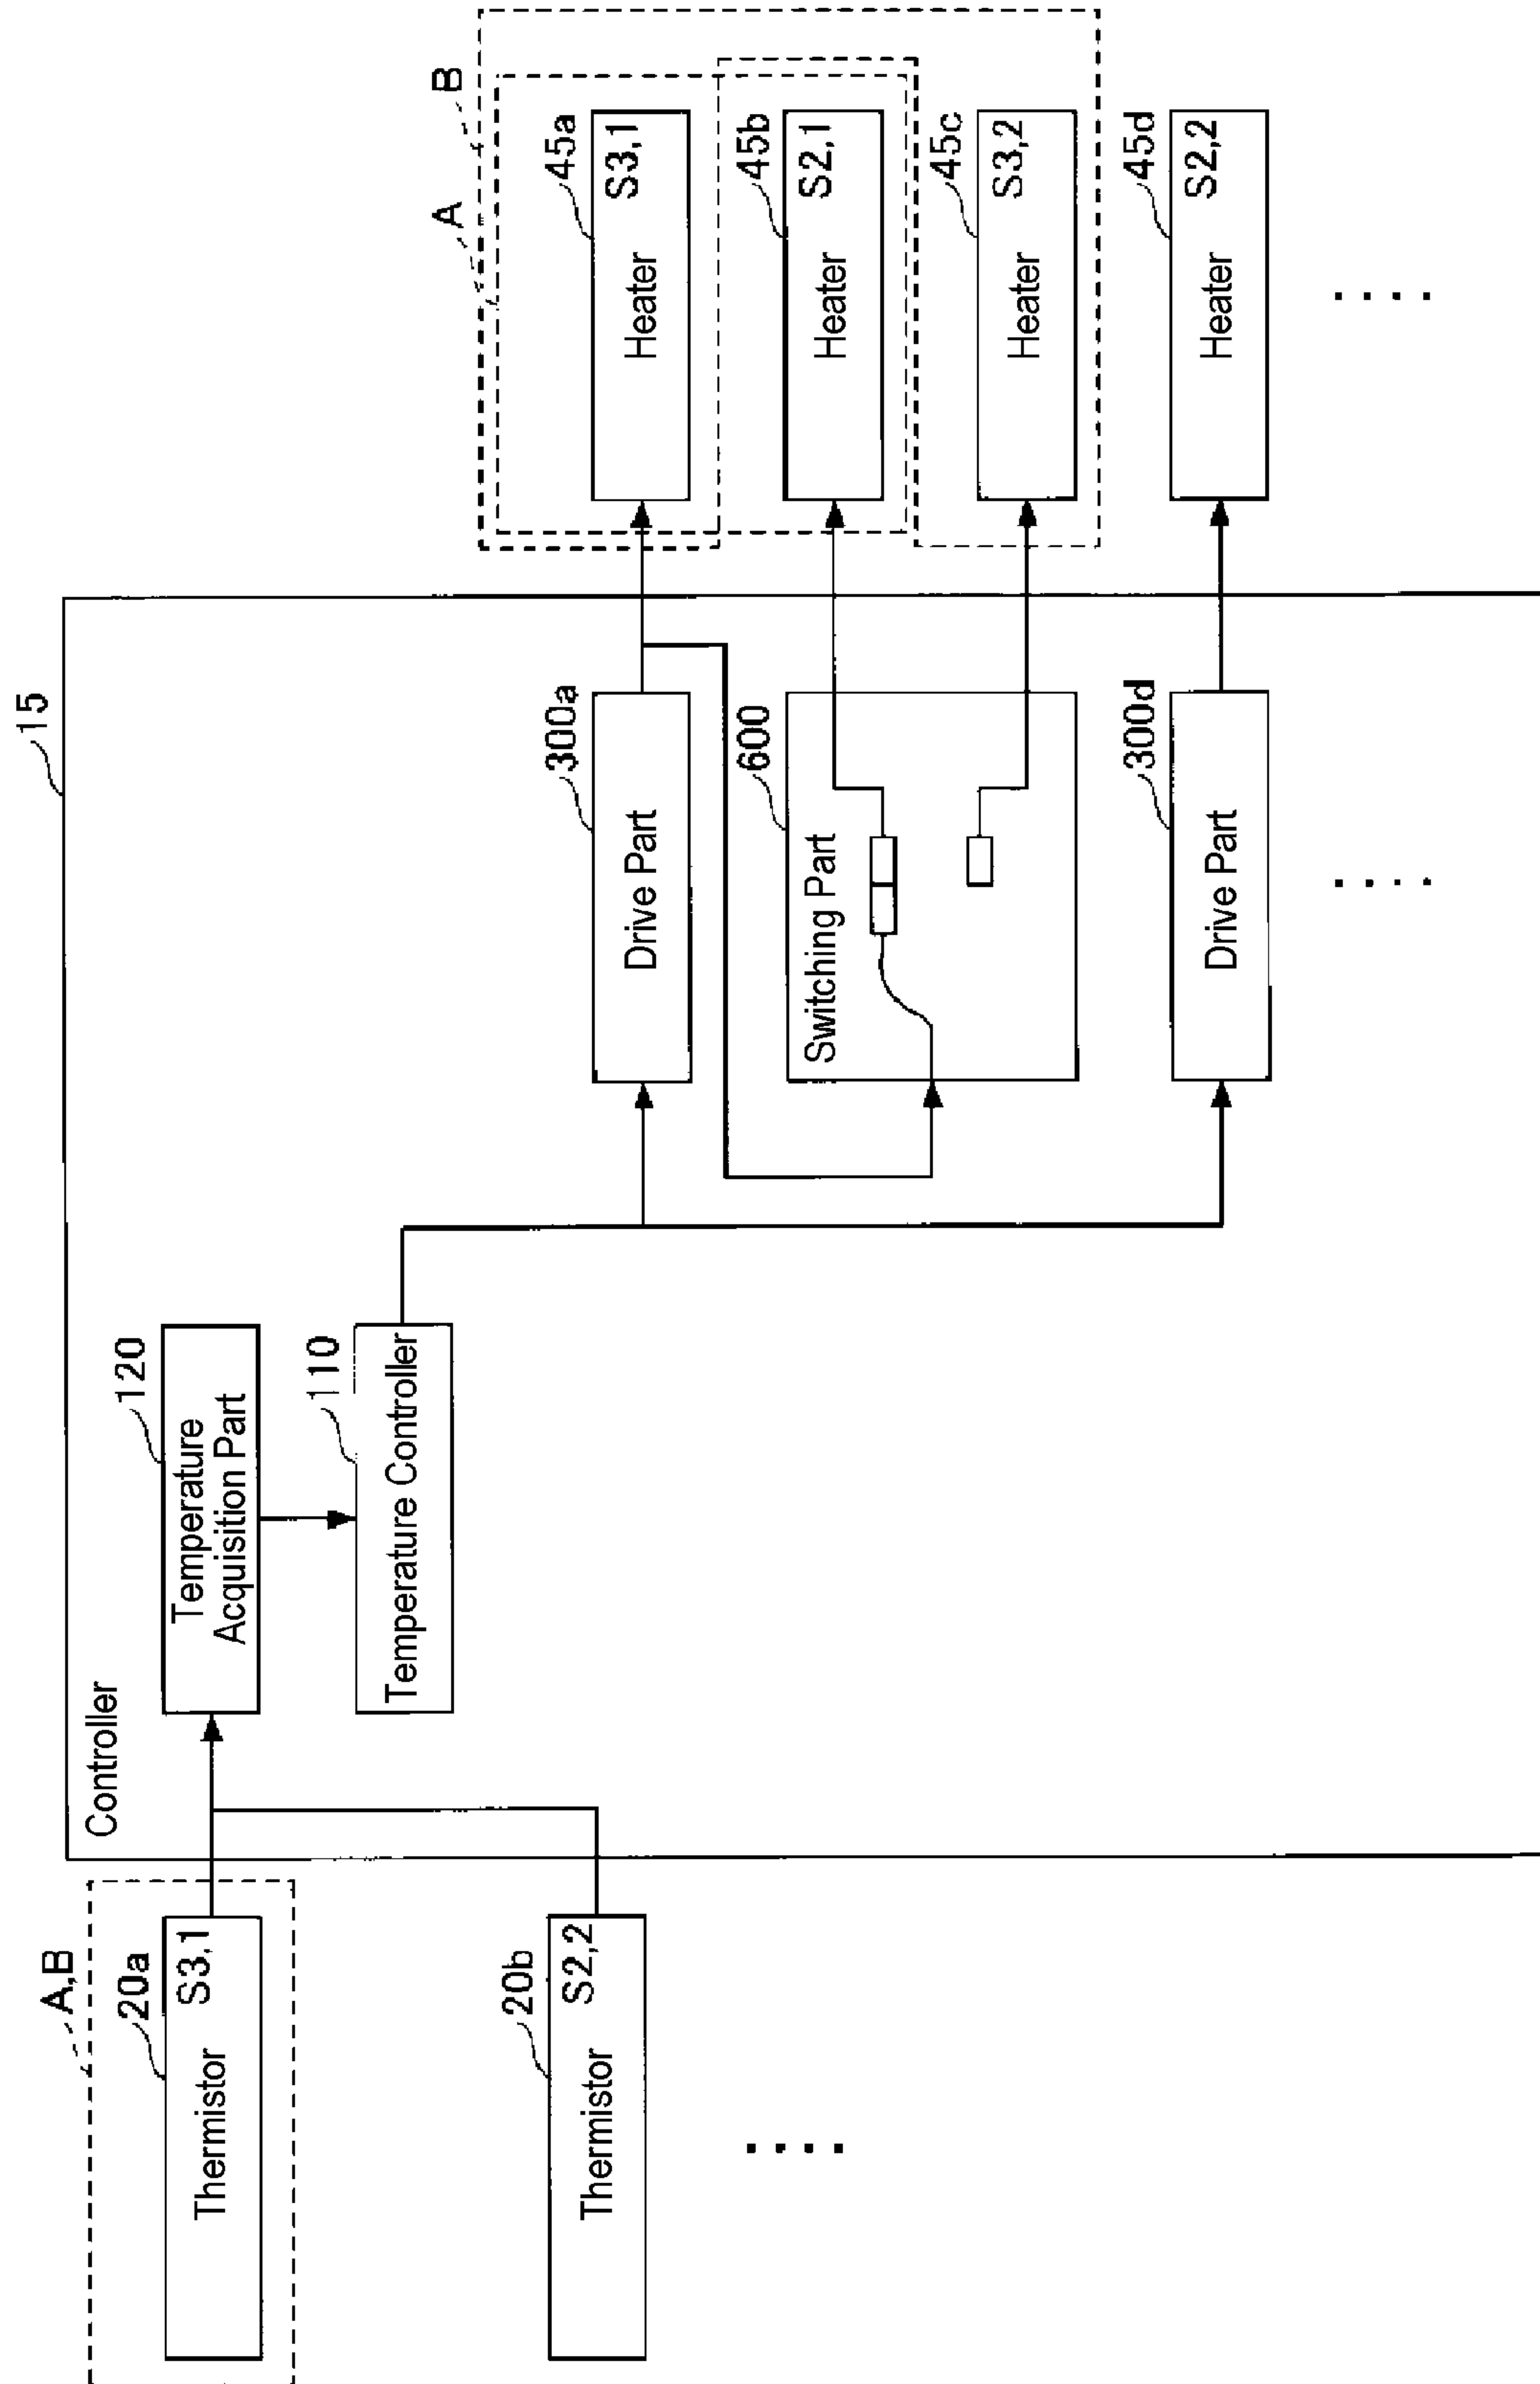 15
Controller
A,B
20a
S3,1
Thermistor
20b
S2,2
Thermistor
120
Temperature
Acquisition Part
110
Temperature Controller
300a
Drive Part
600
Switching Part
300d
Drive Part
A
B
45a
S3,1
Heater
45b
S2,1
Heater
45c
S3,2
Heater
45d
S2,2
Heater